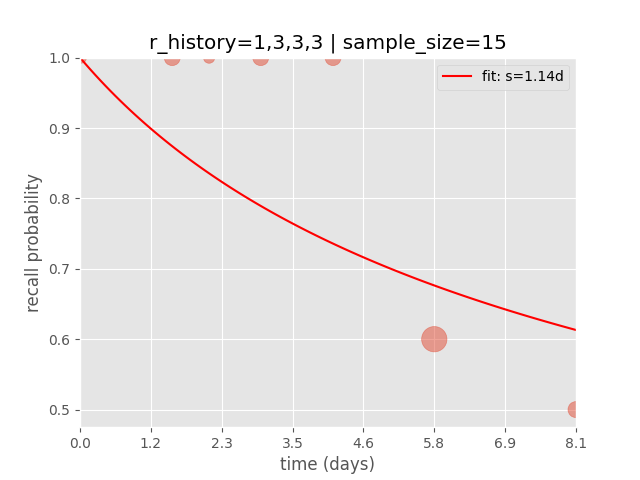 r_history=1,3,3,3 | sample_size=15
fit: s=1.14d
recall probability
1.0
0.9
0.8
0.7
0.6
0.5
0.0 1.2 2.3 3.5 4.6 5.8 6.9 8.1
time (days)